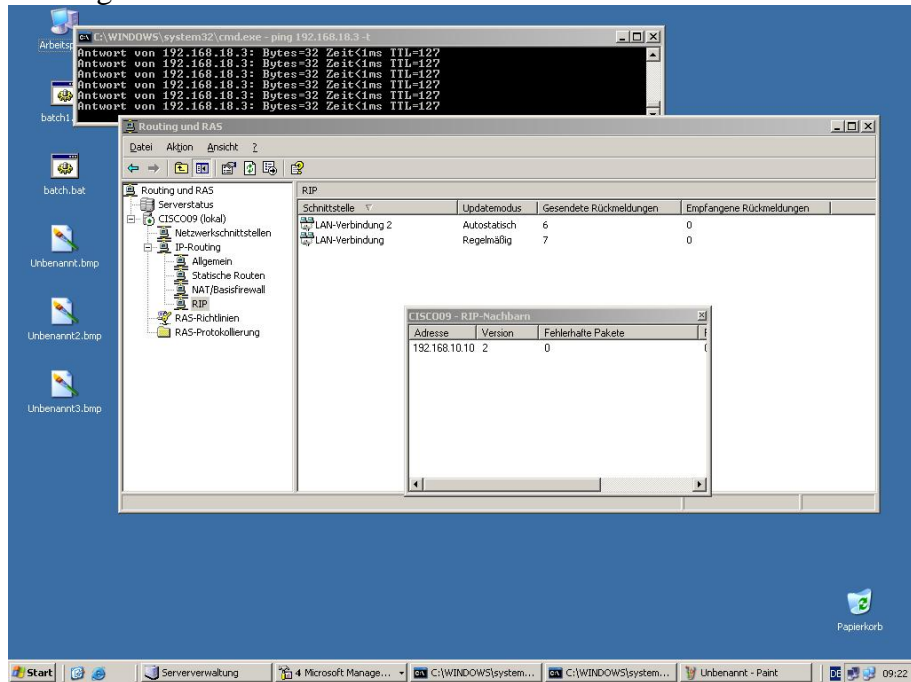 Arbeitsp
C:\WINDOWS\system32\cmd.exe - ping 192.168.18.3 -t
Antwort von 192.168.18.3: Bytes=32 Zeit<1ms TTL=127
Antwort von 192.168.18.3: Bytes=32 Zeit<1ms TTL=127
Antwort von 192.168.18.3: Bytes=32 Zeit<1ms TTL=127
Antwort von 192.168.18.3: Bytes=32 Zeit<1ms TTL=127
Antwort von 192.168.18.3: Bytes=32 Zeit<1ms TTL=127
Antwort von 192.168.18.3: Bytes=32 Zeit<1ms TTL=127
batch1.
batch.bat
Unbenannt.bmp
Unbenannt2.bmp
Unbenannt3.bmp
Routing und RAS
Datei Aktion Ansicht ?
Routing und RAS
Serverstatus
CISCO09 (lokal)
Netzwerkschnittstellen
IP-Routing
Allgemein
Statische Routen
NAT/Basisfirewall
RIP
RAS-Richtlinien
RAS-Protokollierung
RIP
Schnittstelle Updatemodus Gesendete Rückmeldungen Empfangene Rückmeldungen
LAN-Verbindung 2 Autostatisch 6 0
LAN-Verbindung Regelmäßig 7 0
CISCO09 - RIP-Nachbarn
Adresse Version Fehlerhafte Pakete
192.168.10.10 2 0
Papierkorb
Start Serververwaltung 4 Microsoft Manage... C:\WINDOWS\system... C:\WINDOWS\system... Unbenannt - Paint DE 09:22